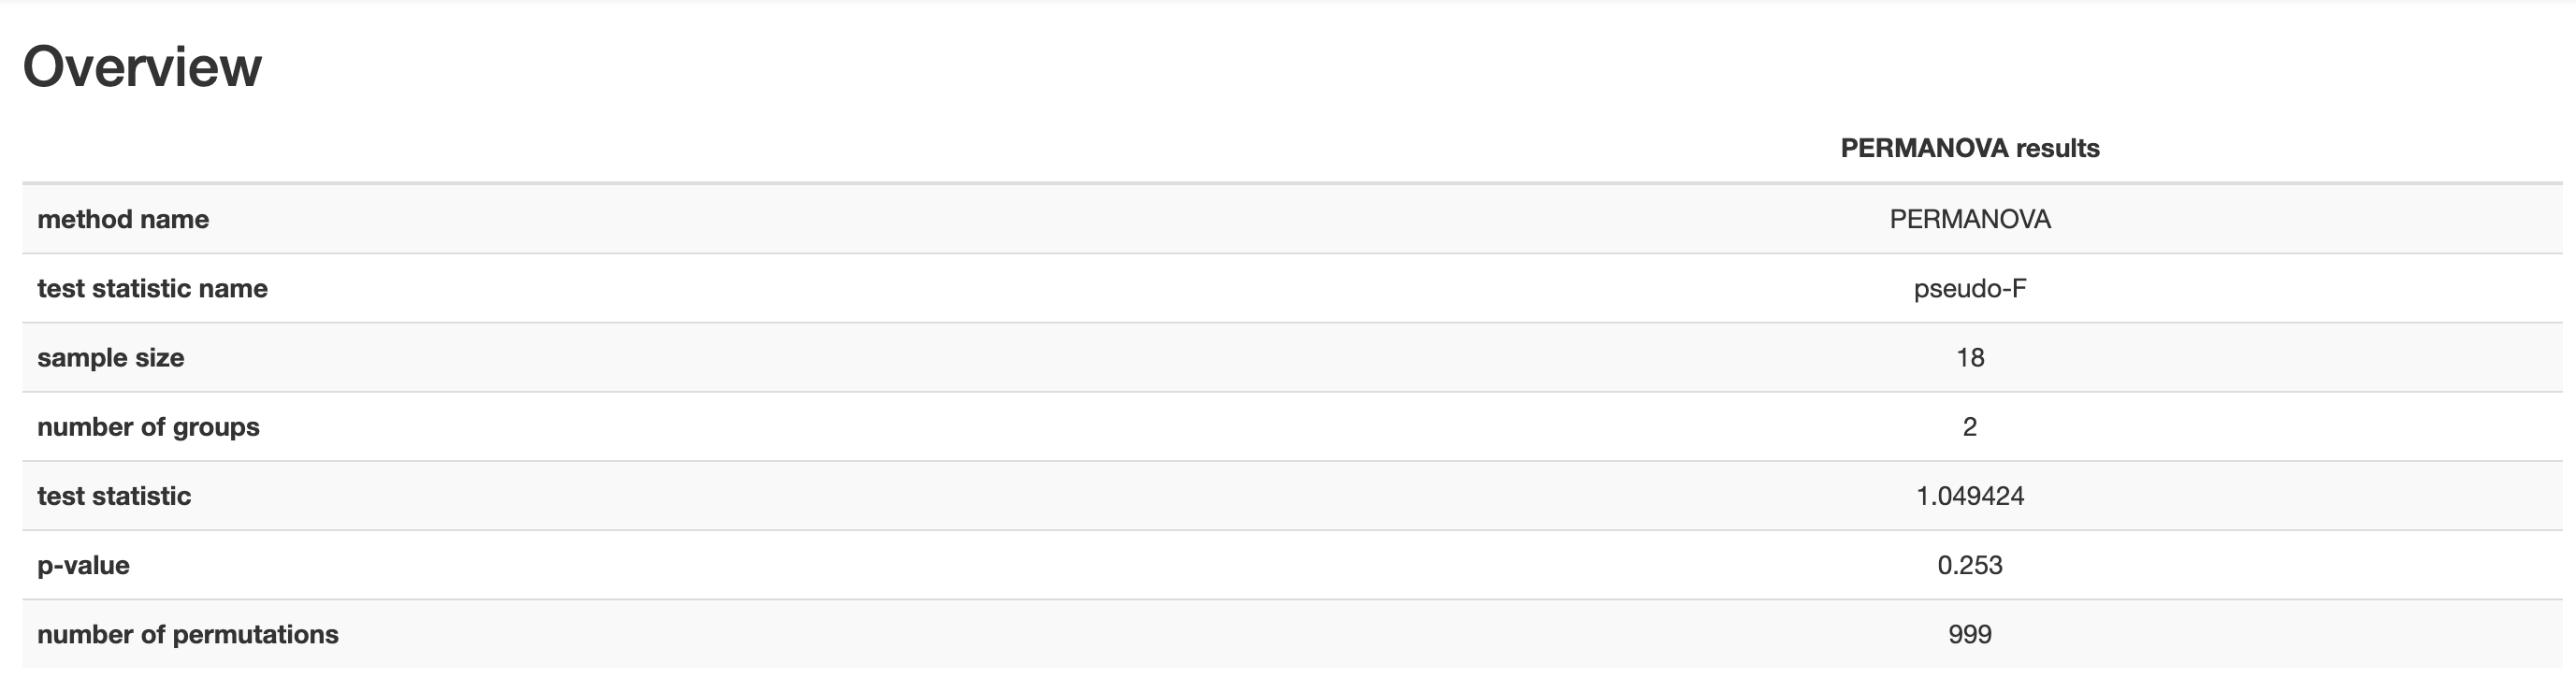 Overview
PERMANOVA results
method name PERMANOVA
test statistic name pseudo-F
sample size 18
number of groups 2
test statistic 1.049424
p-value 0.253
number of permutations 999